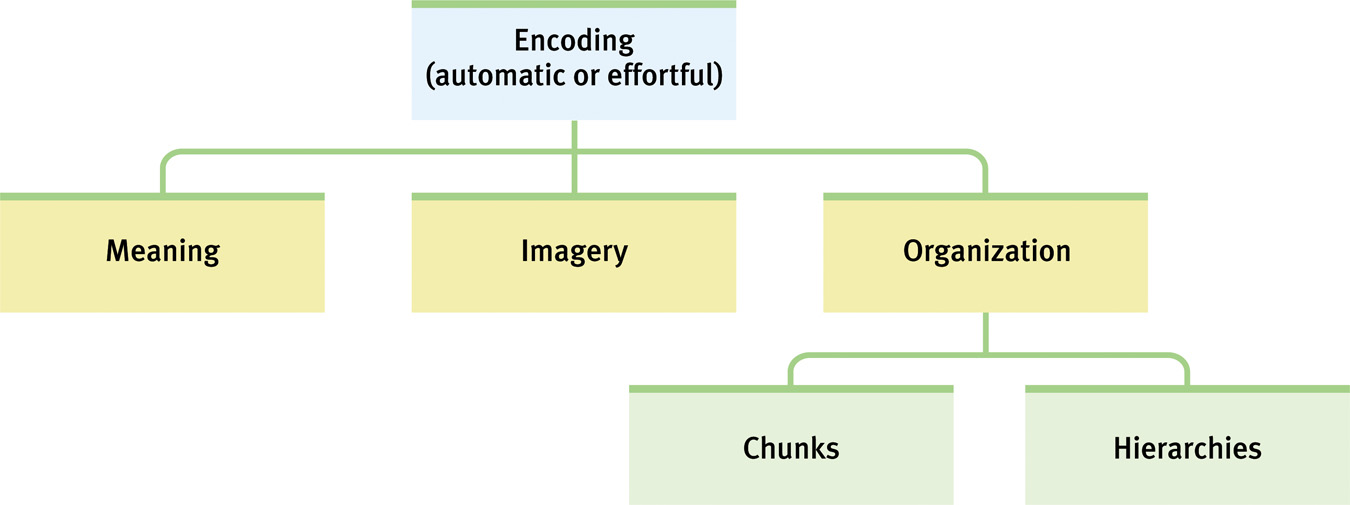 Encoding
(automatic or effortful)
Meaning
Imagery
Organization
Chunks
Hierarchies